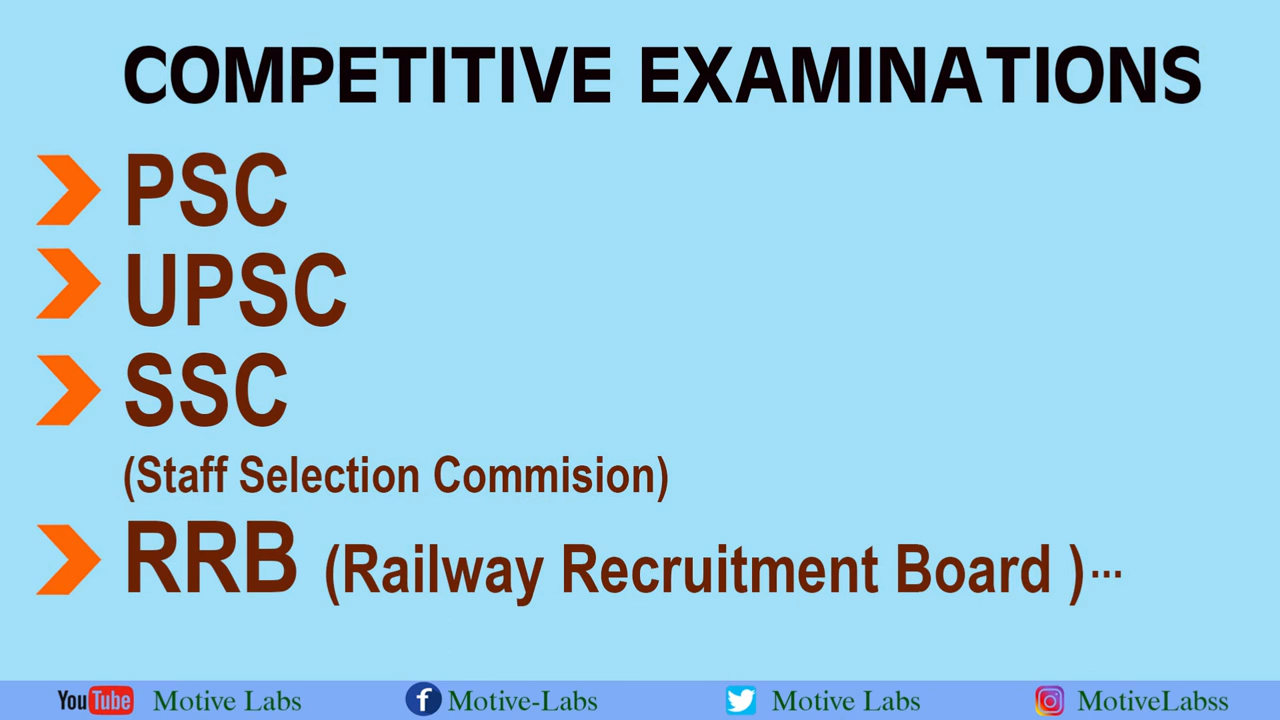 COMPETITIVE EXAMINATIONS
PSC
UPSC
SSC
(Staff Selection Commision)
RRB (Railway Recruitment Board )...
YouTube Motive Labs f Motive-Labs Motive Labs MotiveLabss